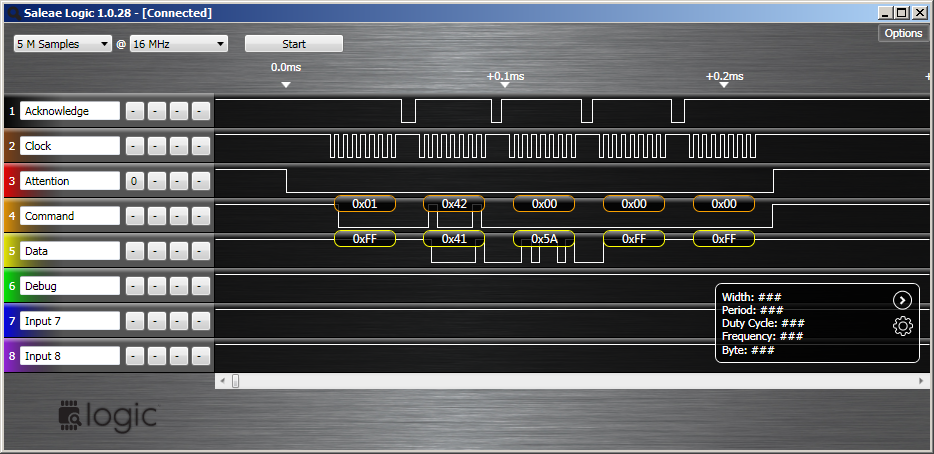 Saleae Logic 1.0.28 - [Connected]
5 M Samples @ 16 MHz Start Options
0.0ms +0.1ms +0.2ms +
1 Acknowledge - - - -
2 Clock - - - -
3 Attention 0 - - -
4 Command - - - - 0x01 0x42 0x00 0x00 0x00
5 Data - - - - 0xFF 0x41 0x5A 0xFF 0xFF
6 Debug - - - -
7 Input 7 - - - -
8 Input 8 - - - -
Width: ###
Period: ###
Duty Cycle: ###
Frequency: ###
Byte: ###
logic